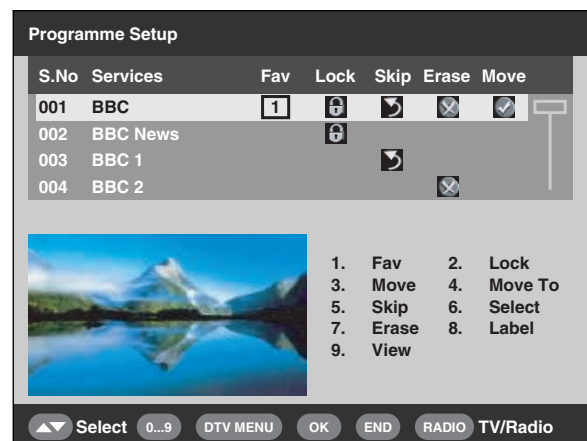 Programme Setup
S.No Services Fav Lock Skip Erase Move
001 BBC 1
002 BBC News
003 BBC 1
004 BBC 2
1. Fav 2. Lock
3. Move 4. Move To
5. Skip 6. Select
7. Erase 8. Label
9. View
Select 0...9 DTV MENU OK END RADIO TV/Radio